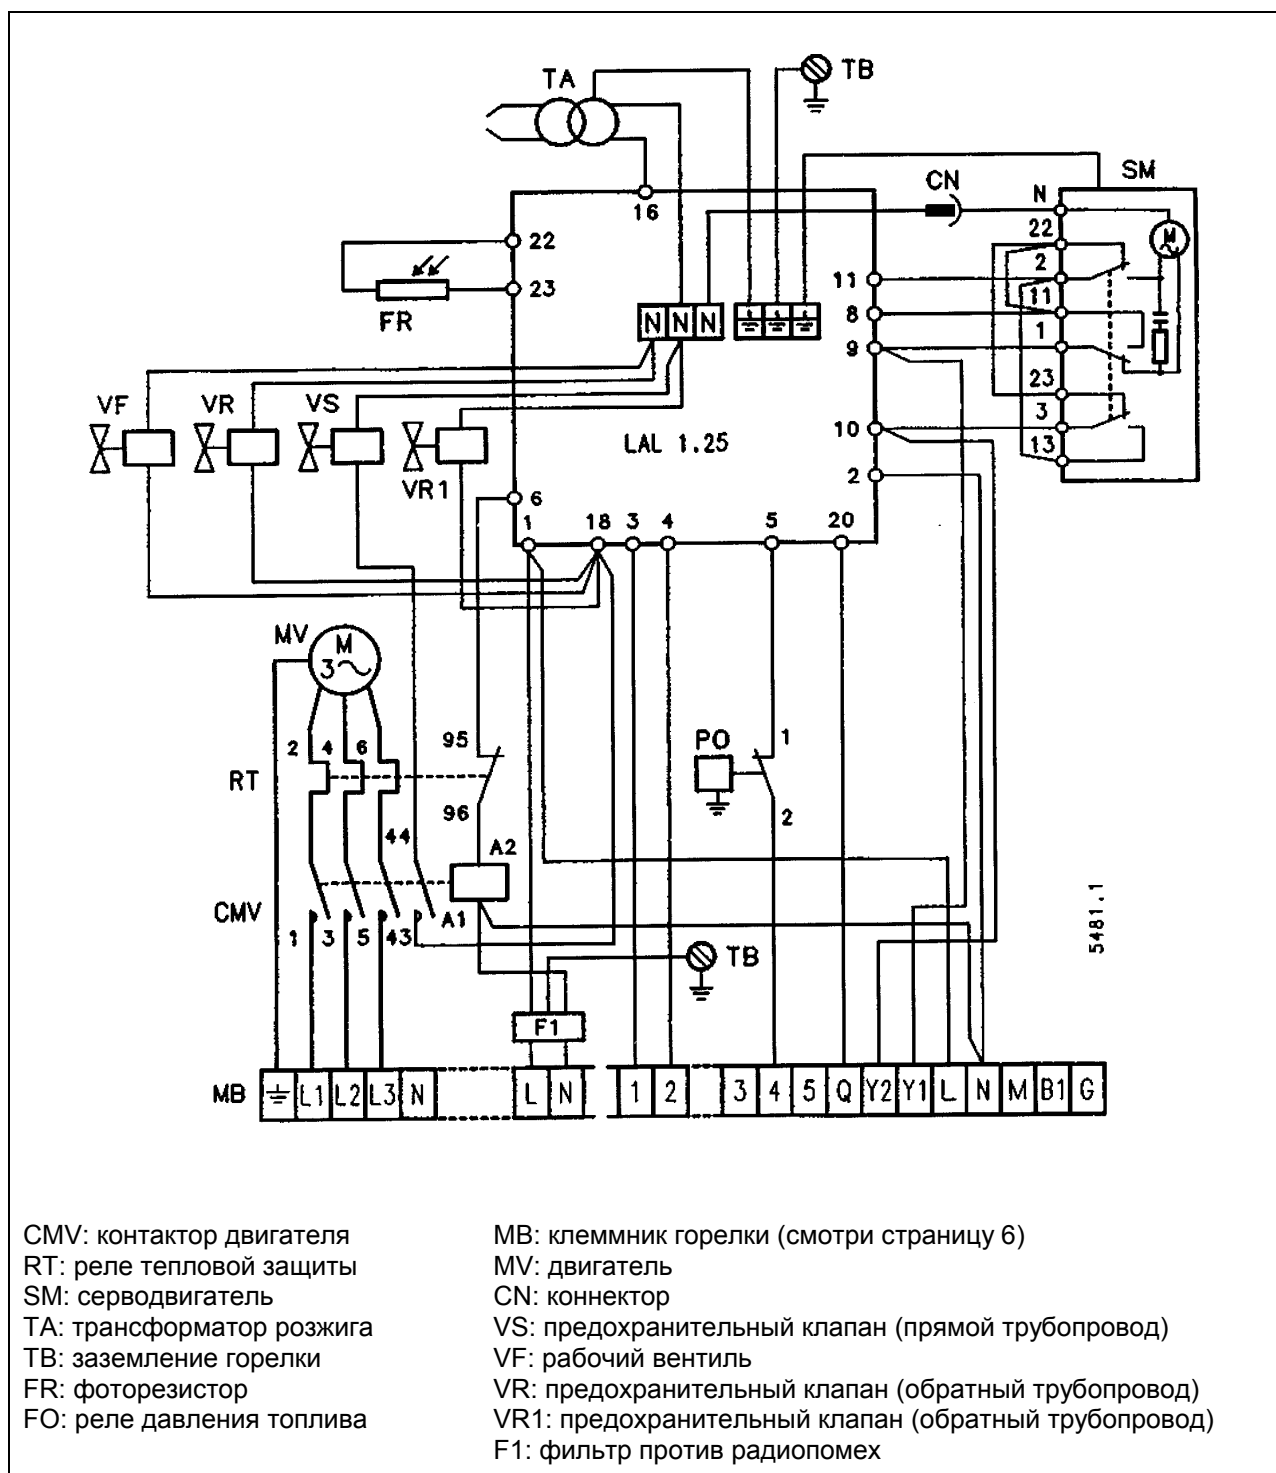 TA
TB
SM
CN
N
16
22
22
2
23
11
11
FR
N N N
8
1
9
23
VF
VR
VS
3
10
LAL 1.25
13
VR1
2
6
1
18
3
4
5
20
MV
M
3
2
4
6
95
PO
1
RT
96
2
44
A2
CMV
A1
1
3
5
43
5481.1
TB
F1
MB
L1 L2 L3 N
L N
1 2
3 4 5 Q Y2 Y1 L N M B1 G
M
CMV: контактор двигателя
RT: реле тепловой защиты
SM: серводвигатель
TA: трансформатор розжига
TB: заземление горелки
FR: фоторезистор
FO: реле давления топлива
MB: клеммник горелки (смотри страницу 6)
MV: двигатель
CN: коннектор
VS: предохранительный клапан (прямой трубопровод)
VF: рабочий вентиль
VR: предохранительный клапан (обратный трубопровод)
VR1: предохранительный клапан (обратный трубопровод)
F1: фильтр против радиопомех